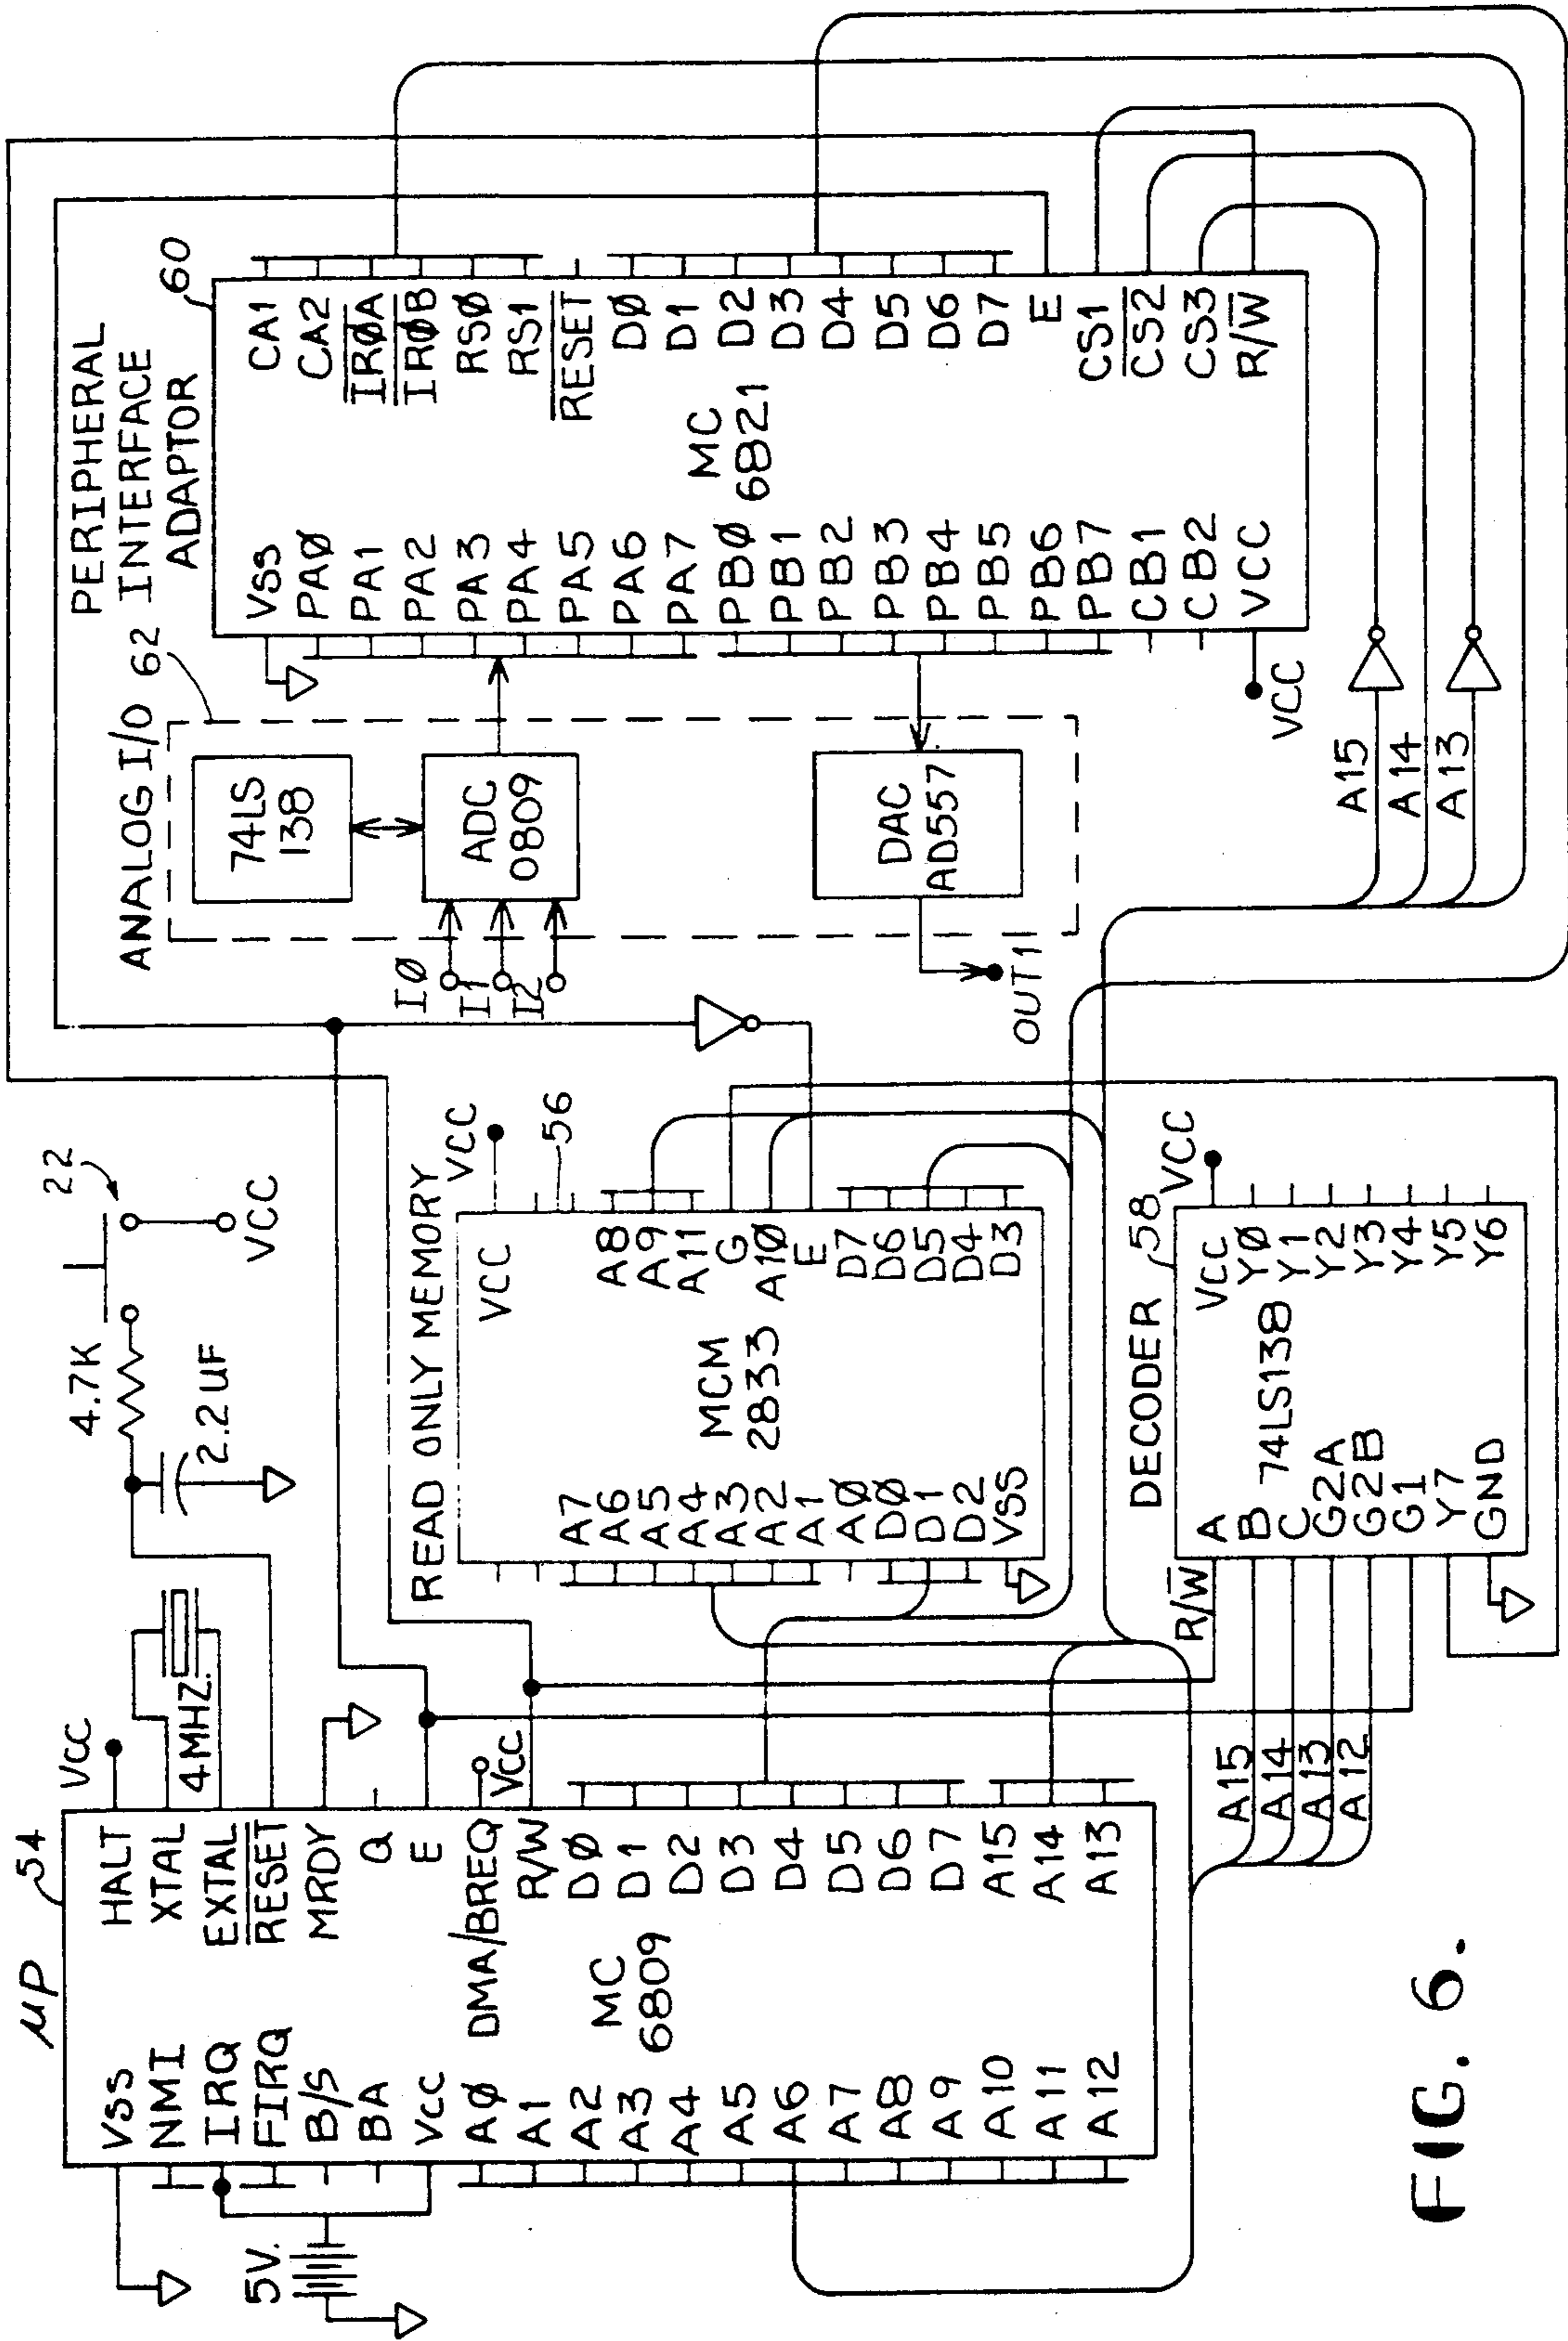 μP
54
VSS
NMI
IRQ
FIRQ
B/S
BA
VCC
AØ
A1
A2
A3
A4
A5
A6
A7
A8
A9
A10
A11
A12
HALT
XTAL
EXTAL
RESET
MRDY
Q
E
DMA/BREQ
R/W
DØ
D1
D2
D3
D4
D5
D6
D7
A15
A14
A13
MC
6809
5V.
VCC
4MHZ.
VCC
4.7K
2.2UF
22
VCC
READ ONLY MEMORY
56
VCC
VCC
A7
A6
A5
A4
A3
A2
A1
AØ
DØ
D1
D2
VSS
A8
A9
A11
G
A1Ø
E
D7
D6
D5
D4
D3
MCM
2833
DECODER
58
VCC
R/W
A15
A14
A13
A12
A
B
C
G2A
G2B
G1
Y7
GND
74LS138
VCC
YØ
Y1
Y2
Y3
Y4
Y5
Y6
ANALOG I/O 62
74LS
138
ADC
0809
IØ
I1
I2
DAC
AD557
OUT1
PERIPHERAL
INTERFACE
ADAPTOR
60
VSS
PAØ
PA1
PA2
PA3
PA4
PA5
PA6
PA7
PBØ
PB1
PB2
PB3
PB4
PB5
PB6
PB7
CB1
CB2
VCC
MC
6821
CA1
CA2
IRØA
IRØB
RSØ
RS1
RESET
DØ
D1
D2
D3
D4
D5
D6
D7
E
CS1
CS2
CS3
R/W
VCC
A15
A14
A13
FIG. 6.